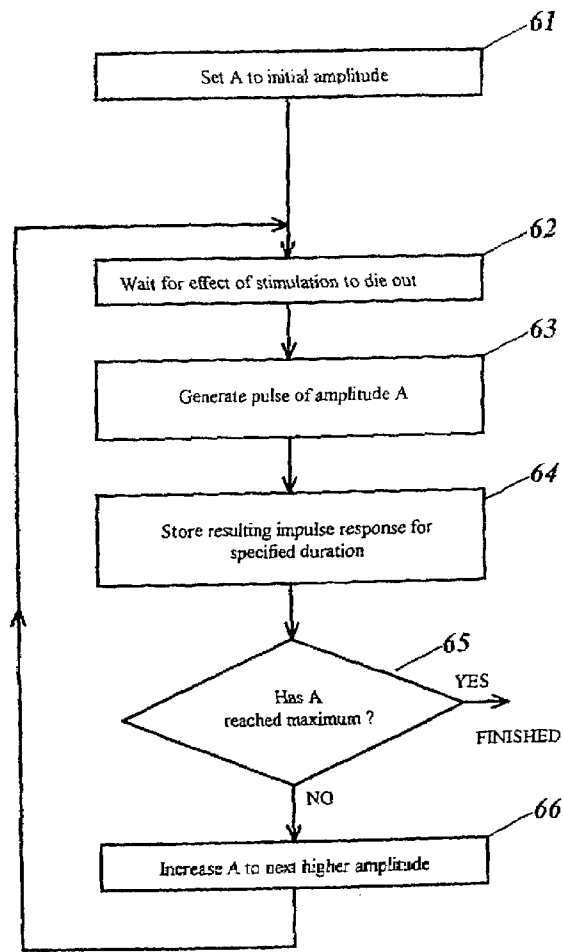 61
Set A to initial amplitude
62
Wait for effect of stimulation to die out
63
Generate pulse of amplitude A
64
Store resulting impulse response for
specified duration
65
Has A
reached maximum ?
YES
FINISHED
NO
66
Increase A to next higher amplitude